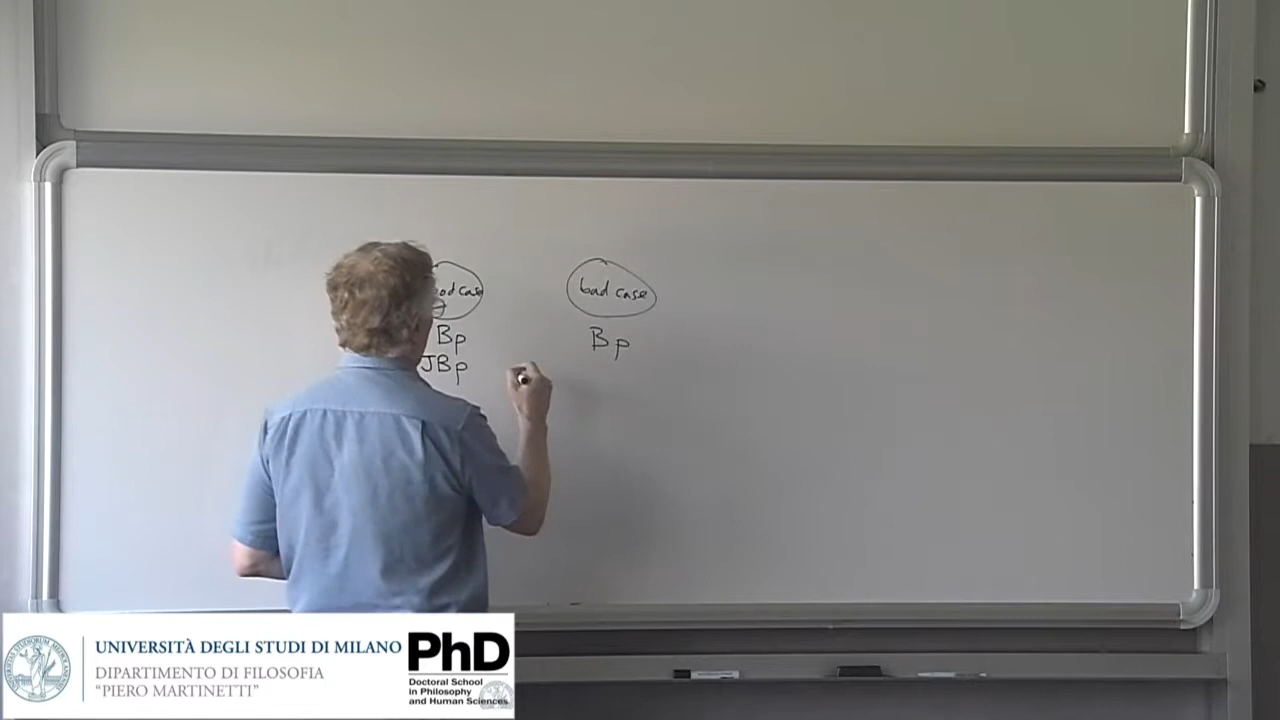 case
bad case
Bp
Bp
JBp
UNIVERSITÀ DEGLI STUDI DI MILANO
DIPARTIMENTO DI FILOSOFIA
"PIERO MARTINETTI"
PhD
Doctoral School
in Philosophy
and Human Sciences